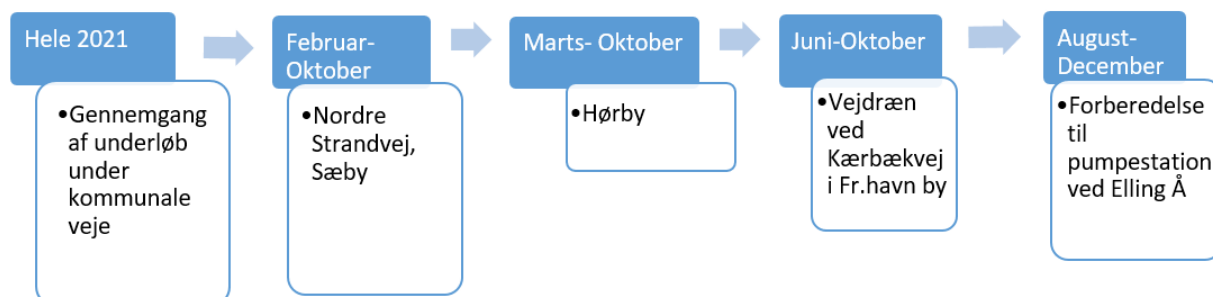 Hele 2021
•Gennemgang
af underløb
under
kommunale
veje
Februar-
Oktober
•Nordre
Strandvej,
Sæby
Marts- Oktober
•Hørby
Juni-Oktober
•Vejdræn
ved
Kærbækvej
i Fr.havn by
August-
December
•Forberedelse
til
pumpestation
ved Elling Å